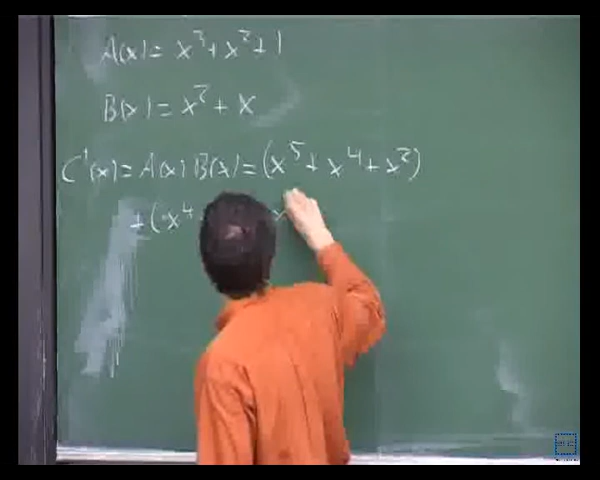 A(x) = x³ + x² + 1
B(x) = x² + x
C'(x) = A(x) B(x) = (x⁵ + x⁴ + x²)
+ (x⁴ x